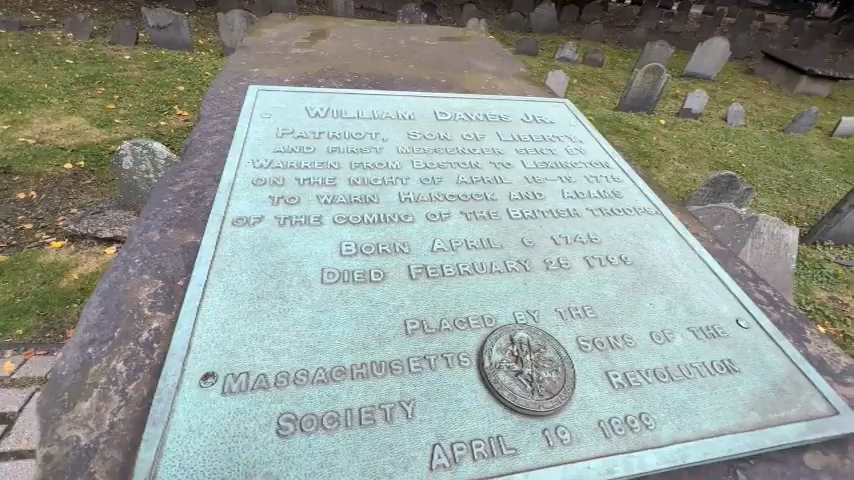 WILLIAM DAWES JR.
PATRIOT, SON OF LIBERTY,
AND FIRST MESSENGER SENT BY
WARREN FROM BOSTON TO LEXINGTON
ON THE NIGHT OF APRIL 18-19, 1775
TO WARN HANCOCK AND ADAMS
OF THE COMING OF THE BRITISH TROOPS.
BORN APRIL 6 1745
DIED FEBRUARY 25 1799
PLACED BY THE
MASSACHUSETTS SONS OF THE
SOCIETY REVOLUTION
APRIL 19 1899